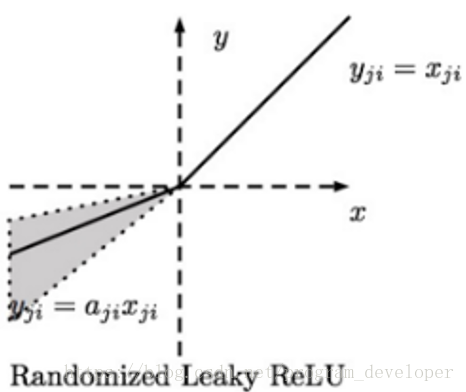 y
y_{ji} = x_{ji}
x
y_{ji} = a_{ji}x_{ji}
Randomized Leaky ReLU